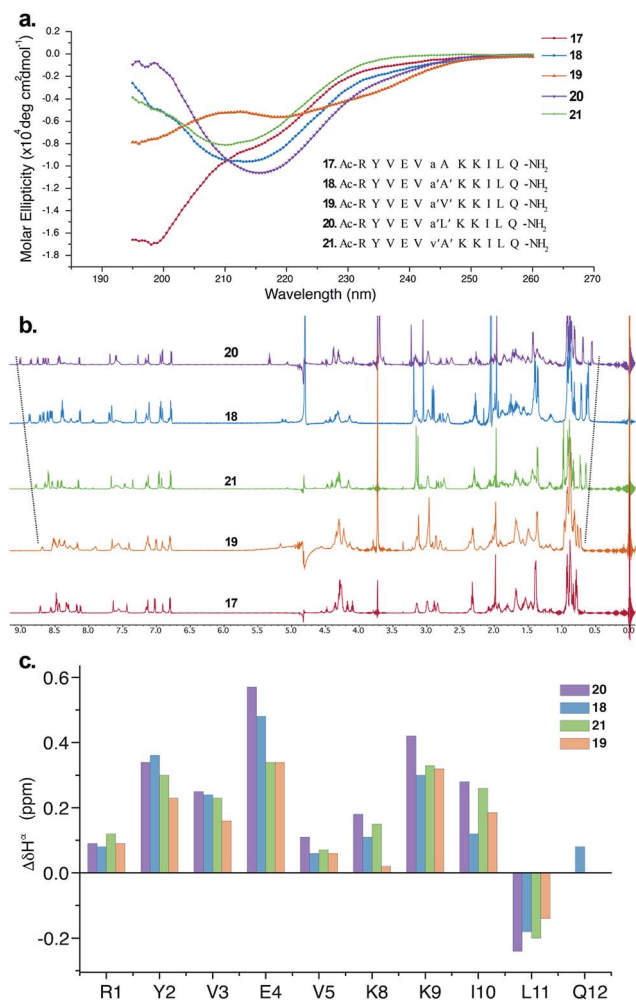 a.
0.2
0.0
-0.2
-0.4
-0.6
-0.8
-1.0
-1.2
-1.4
-1.6
-1.8
Molar Ellipticity (x10⁴deg cm²dmol⁻¹)
17
18
19
20
21
17. Ac-R Y V E V a A K K I L Q -NH₂
18. Ac-R Y V E V a′A′ K K I L Q -NH₂
19. Ac-R Y V E V a′V′ K K I L Q -NH₂
20. Ac-R Y V E V a′L′ K K I L Q -NH₂
21. Ac-R Y V E V v′A′ K K I L Q -NH₂
190 200 210 220 230 240 250 260 270
Wavelength (nm)
b.
20
18
21
19
17
9.0 8.5 8.0 7.5 7.0 6.5 6.0 5.5 5.0 4.5 4.0 3.5 3.0 2.5 2.0 1.5 1.0 0.5 0.0
c.
0.6
0.4
0.2
0.0
-0.2
ΔδHᵅ (ppm)
20
18
21
19
R1 Y2 V3 E4 V5 K8 K9 I10 L11 Q12